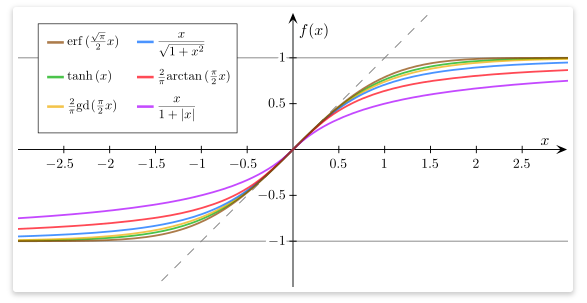 f(x)
erf(√π/2 x) x/√(1 + x²)
tanh(x) 2/π arctan(π/2 x)
2/π gd(π/2 x) x/(1 + |x|)
1
0.5
x
−2.5 −2 −1.5 −1 −0.5 0.5 1 1.5 2 2.5
−0.5
−1